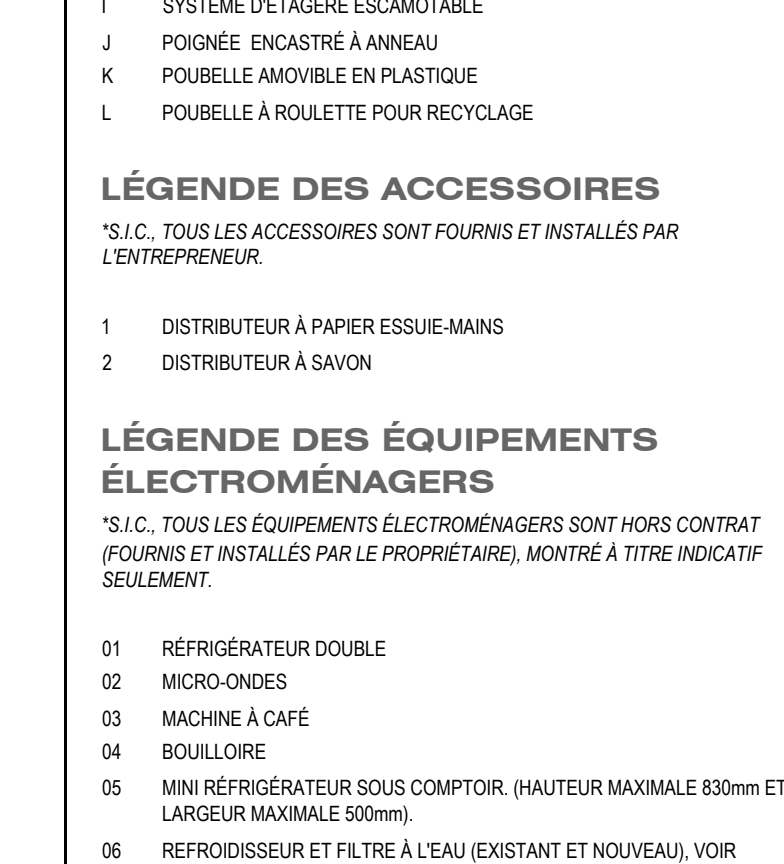 I SYSTÈME D'ÉTAGÈRE ESCAMOTABLE
J POIGNÉE ENCASTRÉ À ANNEAU
K POUBELLE AMOVIBLE EN PLASTIQUE
L POUBELLE À ROULETTE POUR RECYCLAGE
LÉGENDE DES ACCESSOIRES
*S.I.C., TOUS LES ACCESSOIRES SONT FOURNIS ET INSTALLÉS PAR
L'ENTREPRENEUR.
1 DISTRIBUTEUR À PAPIER ESSUIE-MAINS
2 DISTRIBUTEUR À SAVON
LÉGENDE DES ÉQUIPEMENTS
ÉLECTROMÉNAGERS
*S.I.C., TOUS LES ÉQUIPEMENTS ÉLECTROMÉNAGERS SONT HORS CONTRAT
(FOURNIS ET INSTALLÉS PAR LE PROPRIÉTAIRE), MONTRÉ À TITRE INDICATIF
SEULEMENT.
01 RÉFRIGÉRATEUR DOUBLE
02 MICRO-ONDES
03 MACHINE À CAFÉ
04 BOUILLOIRE
05 MINI RÉFRIGÉRATEUR SOUS COMPTOIR. (HAUTEUR MAXIMALE 830mm ET
LARGEUR MAXIMALE 500mm).
06 REFROIDISSEUR ET FILTRE À L'EAU (EXISTANT ET NOUVEAU), VOIR